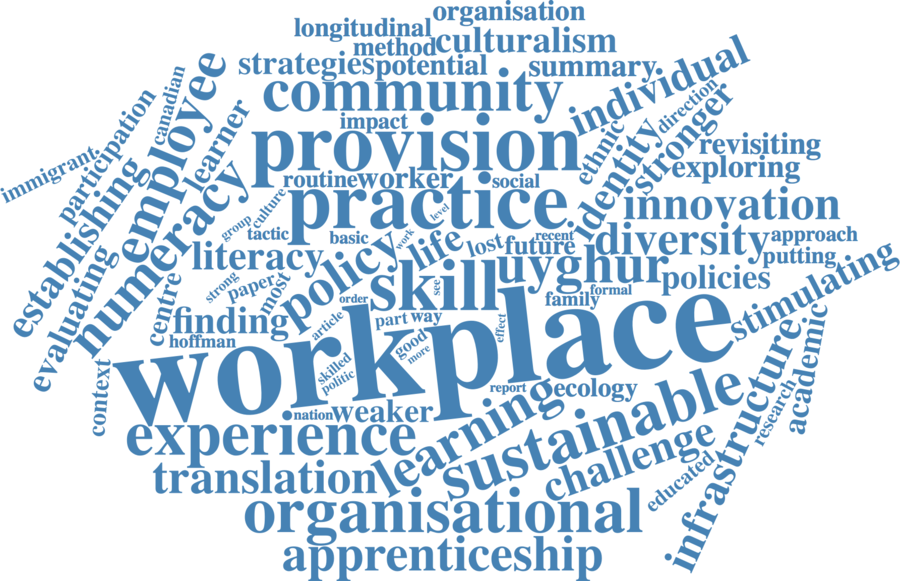 organisation
longitudinal
method
culturalism
strategies
potential
summary
community
individual
canadian
employee
participation
learner
immigrant
impact
provision
ethnic
identity
direction
stronger
revisiting
exploring
routine
worker
social
practice
establishing
numeracy
evaluating
group
culture
tactic
basic
work
level
life
lost
future
recent
innovation
diversity
approach
putting
literacy
policy
skill
see
uyghur
policies
family
formal
centre
strong
paper
most
order
finding
hoffman
article
part
way
good
more
effect
workplace
stimulating
context
skilled
politic
nation
weaker
report
ecology
infrastructure
academic
research
experience
learning
sustainable
challenge
educated
translation
organisational
apprenticeship